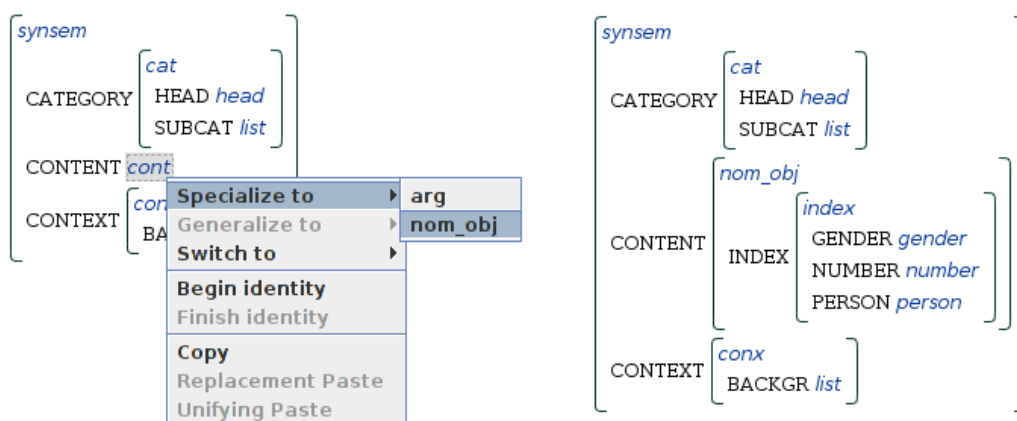 synsem
cat
CATEGORY HEAD head
SUBCAT list
CONTENT cont
con
CONTEXT BA
Specialize to
Generalize to
Switch to
Begin identity
Finish identity
Copy
Replacement Paste
Unifying Paste
arg
nom_obj
synsem
cat
CATEGORY HEAD head
SUBCAT list
nom_obj
index
GENDER gender
CONTENT INDEX NUMBER number
PERSON person
conx
CONTEXT BACKGR list